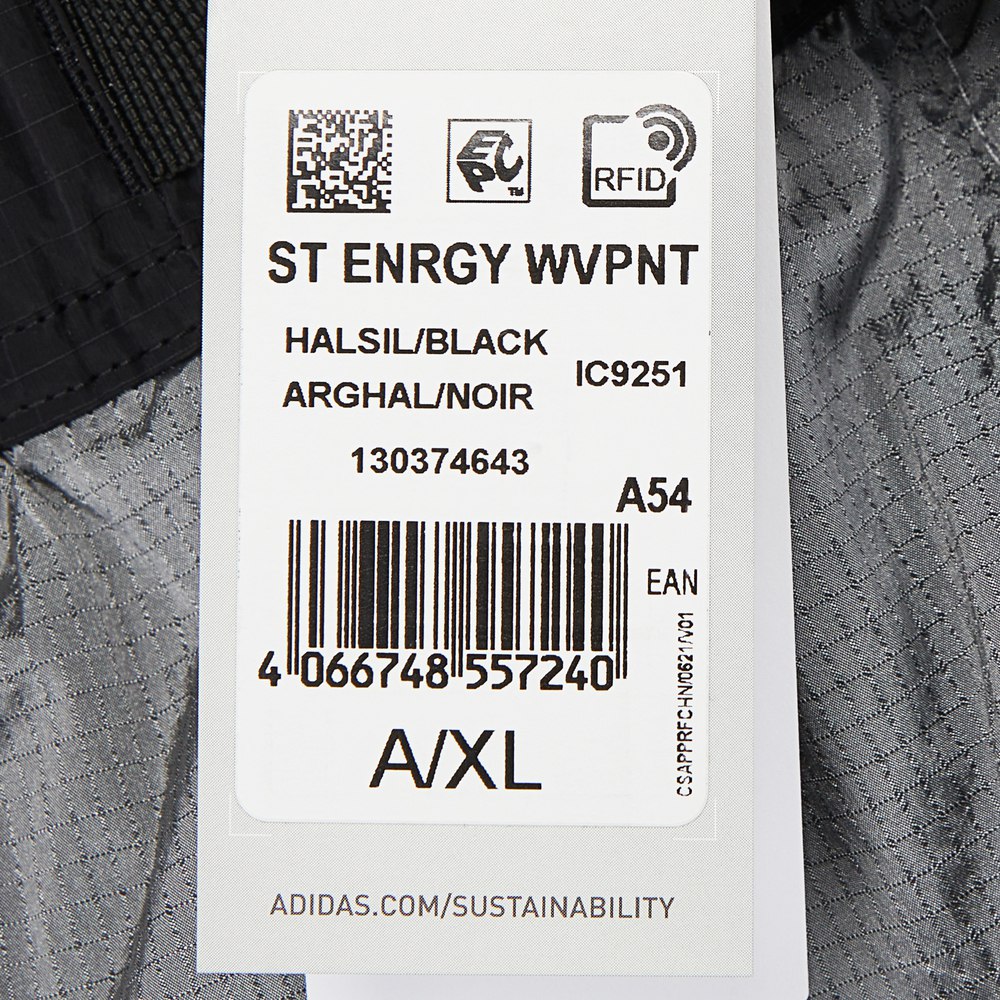 EPC™
RFID
ST ENRGY WVPNT
HALSIL/BLACK
ARGHAL/NOIR
IC9251
130374643
A54
EAN
4 066748 557240
CSAPPRFCHN/0621/V01
A/XL
ADIDAS.COM/SUSTAINABILITY